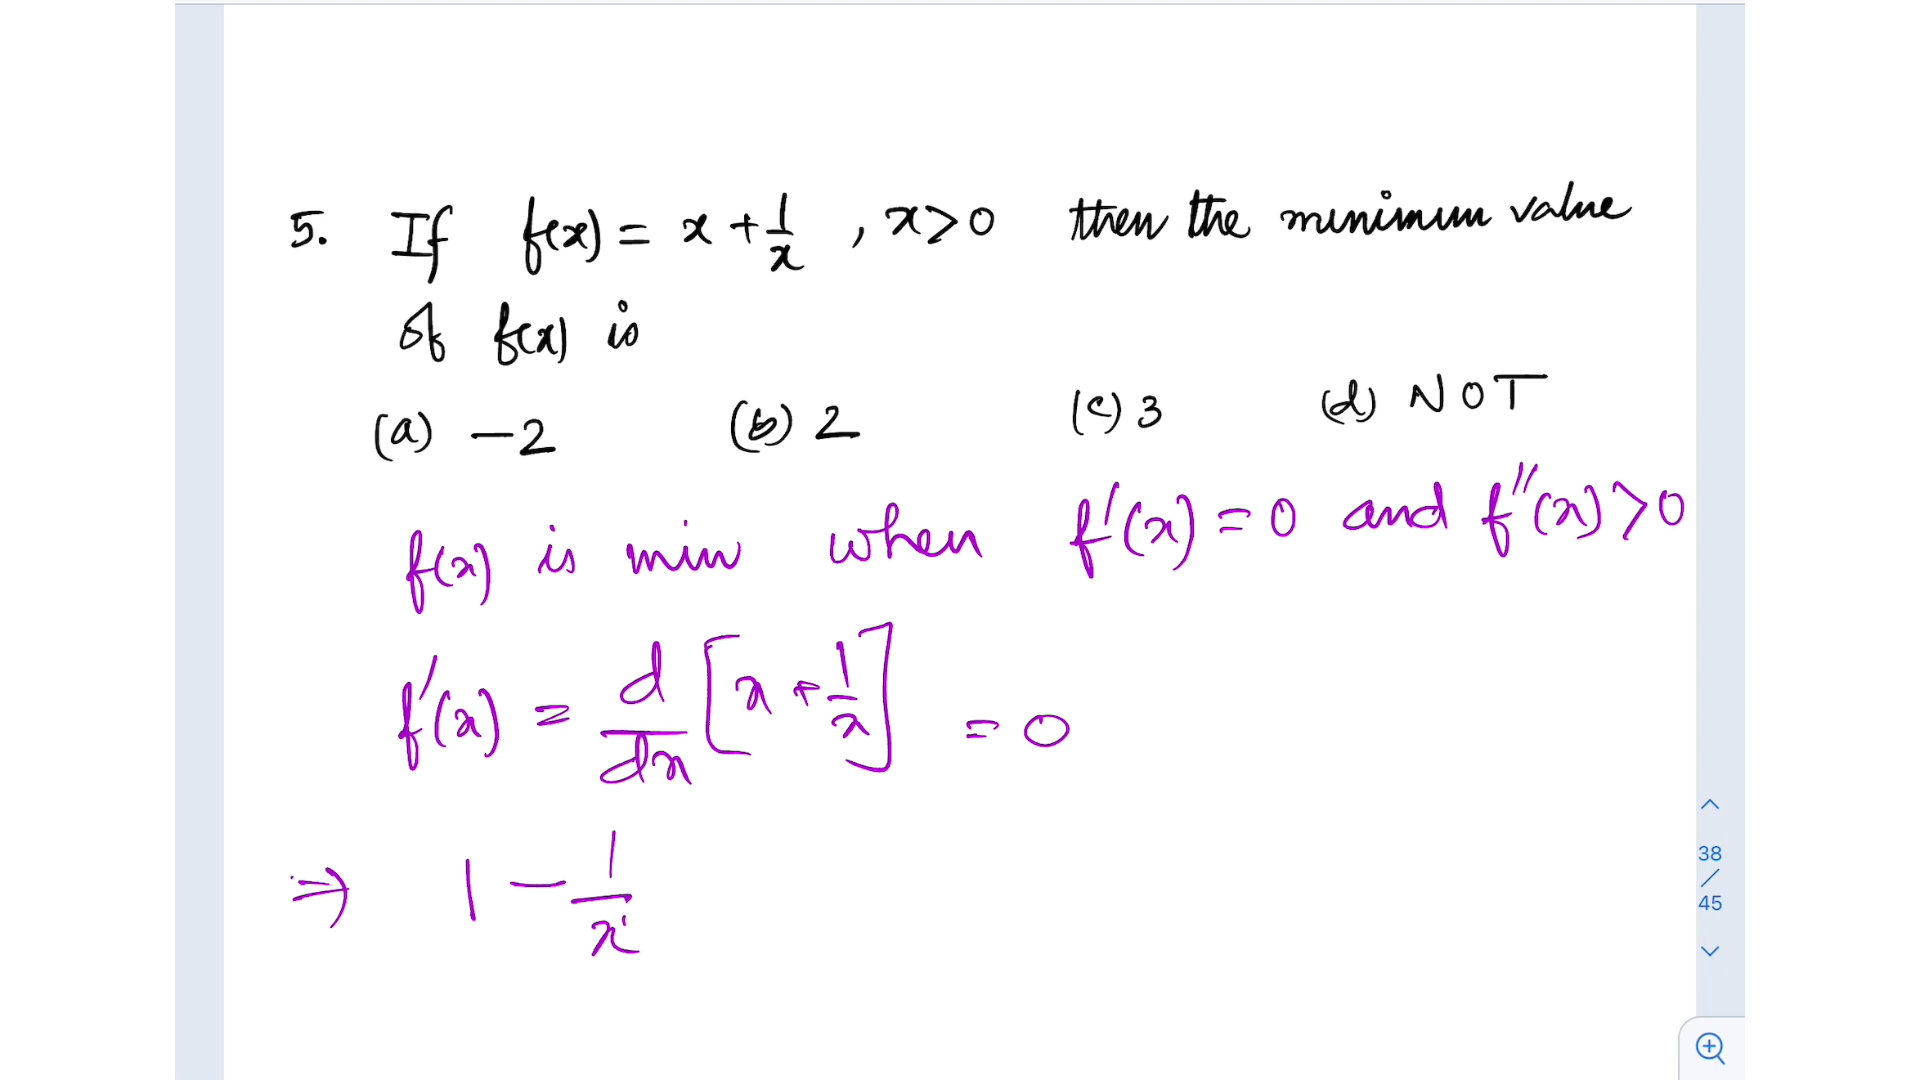 5. If f(x) = x + 1/x , x>0 then the minimum value
of f(x) is
(a) -2 (b) 2 (c) 3 (d) NOT
f(x) is min when f'(x) = 0 and f''(x) > 0
f'(x) = d/dx [x + 1/x] = 0
⇒ 1 - 1/x
38
/
45